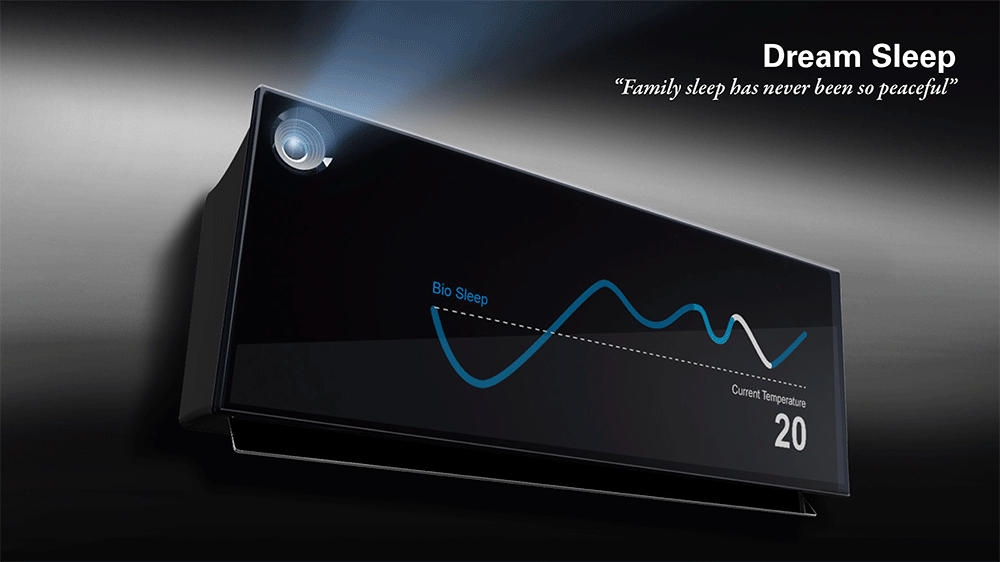 Dream Sleep
“Family sleep has never been so peaceful”
Bio Sleep
Current Temperature
20